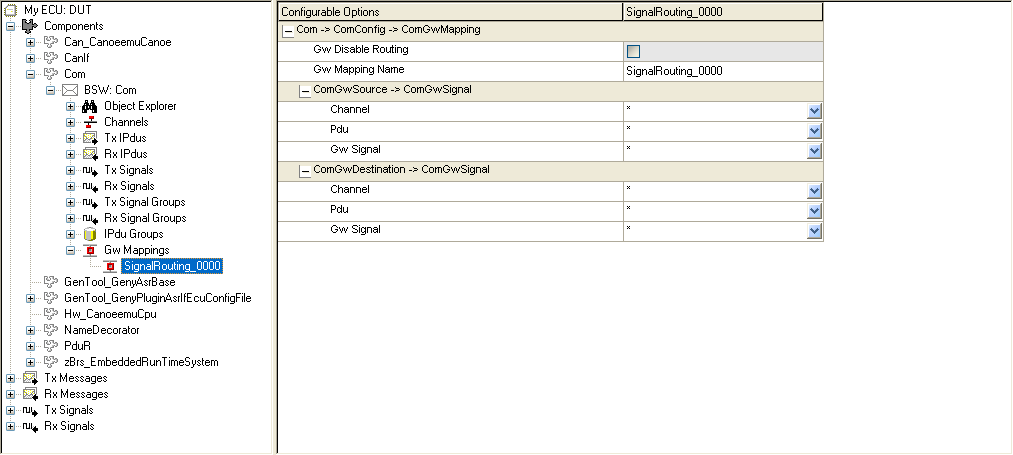 My ECU: DUT
Components
Can_CanoeemuCanoe
CanIf
Com
BSW: Com
Object Explorer
Channels
Tx IPdus
Rx IPdus
Tx Signals
Rx Signals
Tx Signal Groups
Rx Signal Groups
IPdu Groups
Gw Mappings
SignalRouting_0000
GenTool_GenyAsrBase
GenTool_GenyPluginAsrIfEcuConfigFile
Hw_CanoeemuCpu
NameDecorator
PduR
zBrs_EmbeddedRunTimeSystem
Tx Messages
Rx Messages
Tx Signals
Rx Signals
Configurable Options SignalRouting_0000
Com -> ComConfig -> ComGwMapping
Gw Disable Routing
Gw Mapping Name SignalRouting_0000
ComGwSource -> ComGwSignal
Channel *
Pdu *
Gw Signal *
ComGwDestination -> ComGwSignal
Channel *
Pdu *
Gw Signal *